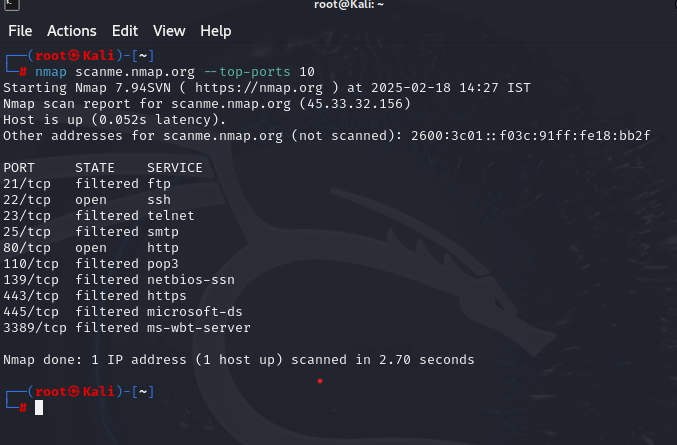 root@Kali: ~
File Actions Edit View Help
┌──(root㉿Kali)-[~]
└─# nmap scanme.nmap.org --top-ports 10
Starting Nmap 7.94SVN ( https://nmap.org ) at 2025-02-18 14:27 IST
Nmap scan report for scanme.nmap.org (45.33.32.156)
Host is up (0.052s latency).
Other addresses for scanme.nmap.org (not scanned): 2600:3c01::f03c:91ff:fe18:bb2f
PORT STATE SERVICE
21/tcp filtered ftp
22/tcp open ssh
23/tcp filtered telnet
25/tcp filtered smtp
80/tcp open http
110/tcp filtered pop3
139/tcp filtered netbios-ssn
443/tcp filtered https
445/tcp filtered microsoft-ds
3389/tcp filtered ms-wbt-server
Nmap done: 1 IP address (1 host up) scanned in 2.70 seconds
┌──(root㉿Kali)-[~]
└─#